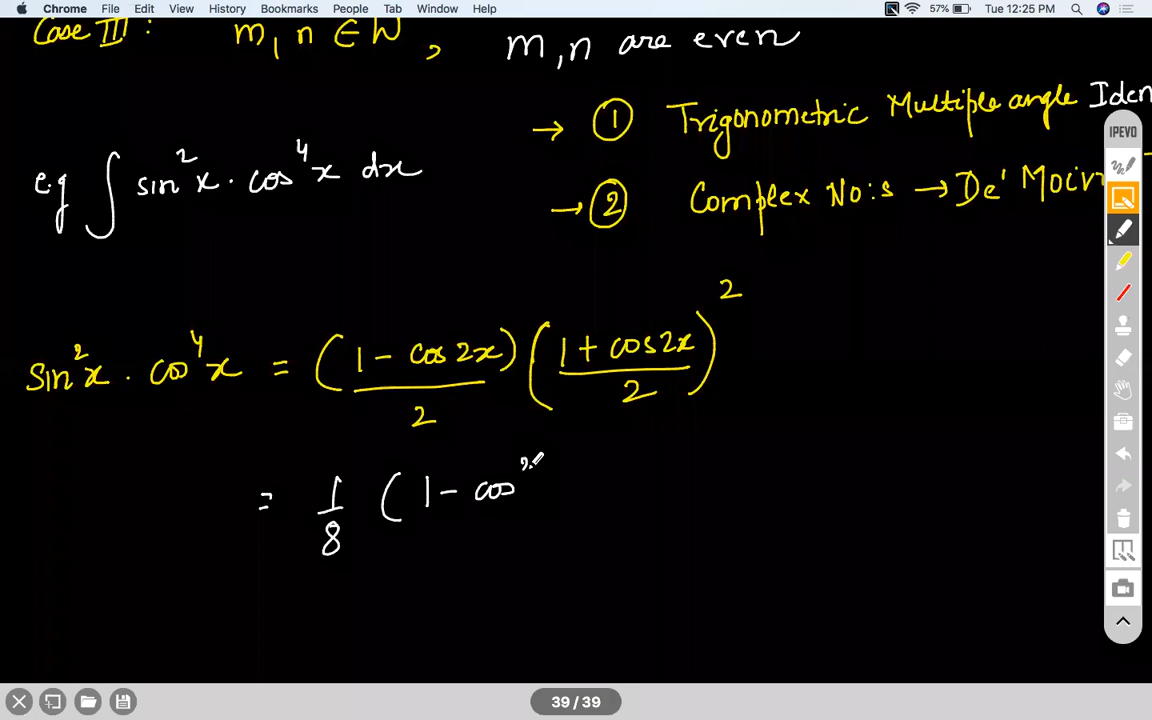 Chrome File Edit View History Bookmarks People Tab Window Help 57% Tue 12:25 PM
Case III : m, n ∈ W , m, n are even
→ ① Trigonometric Multiple angle Iden
IPEVO
e.g ∫ sin²x · cos⁴x dx
→ ② Complex No:s → De' Moivr
sin²x · cos⁴x = (1 - cos 2x)/2 ((1 + cos 2x)/2)²
= 1/8 (1 - cos²
39 / 39